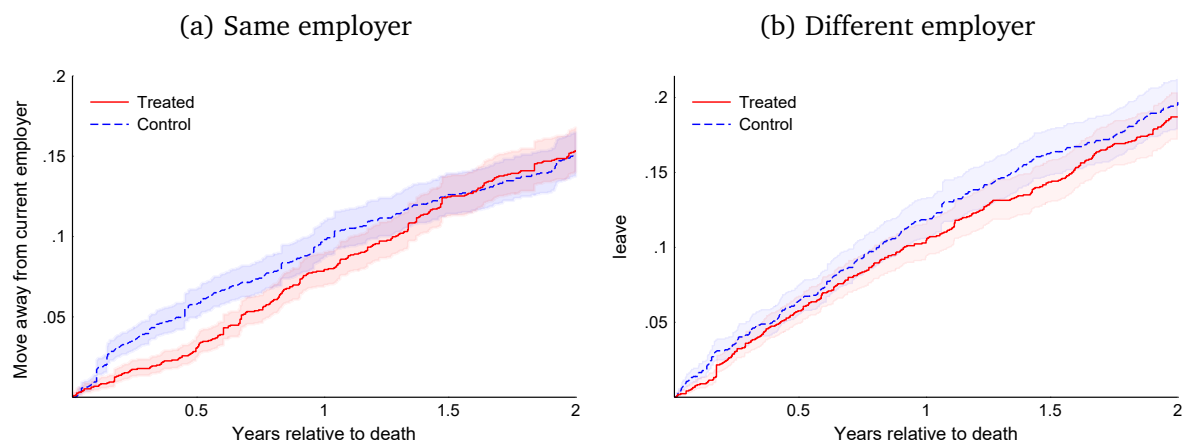 (a) Same employer
Move away from current employer
.2
.15
.1
.05
Treated
Control
0.5
1
1.5
2
Years relative to death
(b) Different employer
leave
.2
.15
.1
.05
Treated
Control
0.5
1
1.5
2
Years relative to death